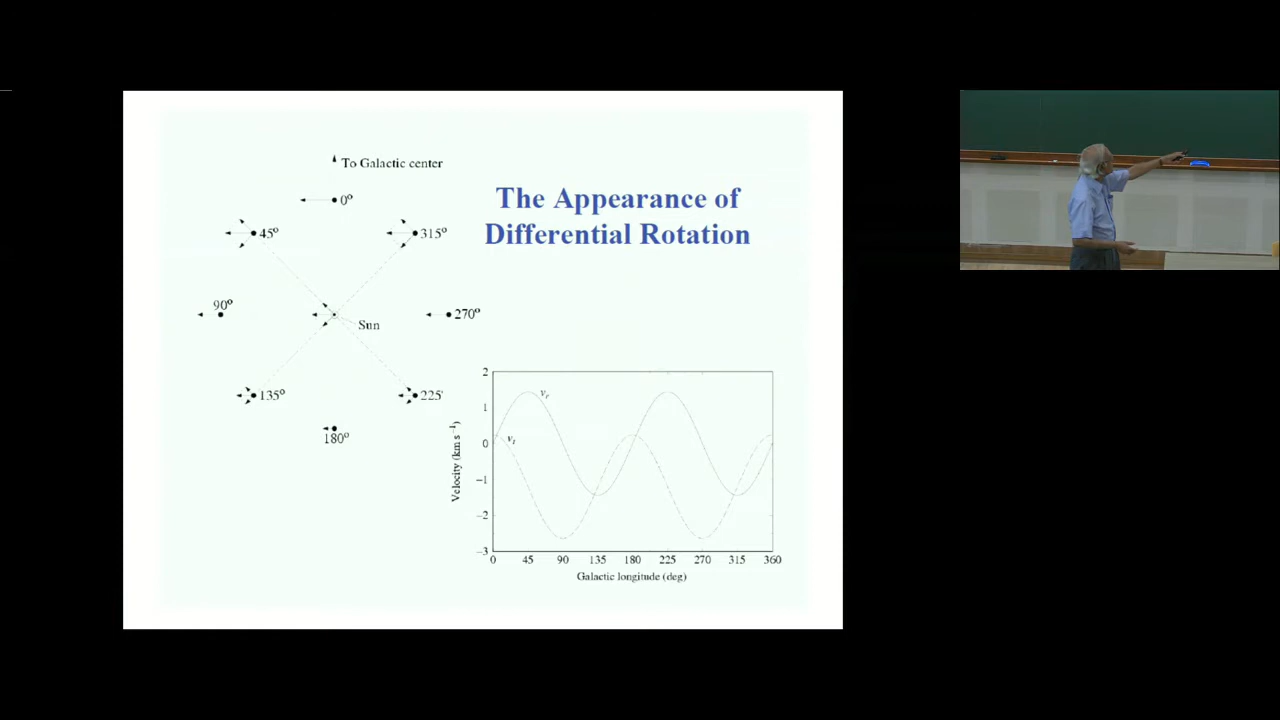 To Galactic center
0°
45°
315°
The Appearance of
Differential Rotation
90°
270°
Sun
135°
225'
180°
2
1
0
−1
−2
−3
Velocity (km s⁻¹)
vr
vt
0 45 90 135 180 225 270 315 360
Galactic longitude (deg)